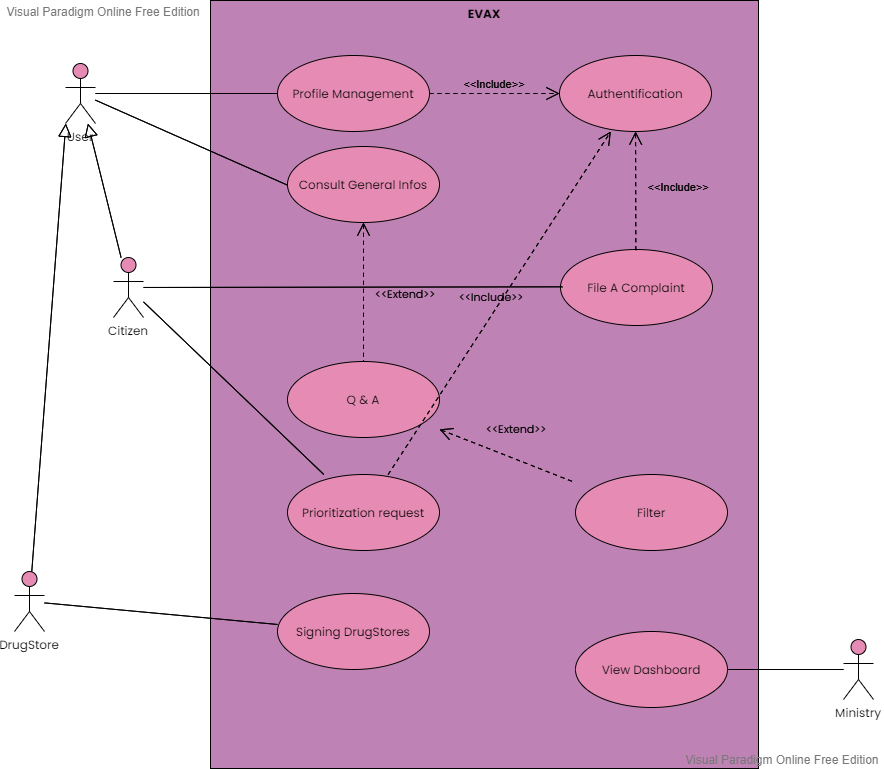 Visual Paradigm Online Free Edition
EVAX
Profile Management
<<Include>>
Authentification
User
Consult General Infos
<<Include>>
Citizen
<<Extend>>
<<Include>>
File A Complaint
Q & A
<<Extend>>
Prioritization request
Filter
DrugStore
Signing DrugStores
View Dashboard
Ministry
Visual Paradigm Online Free Edition